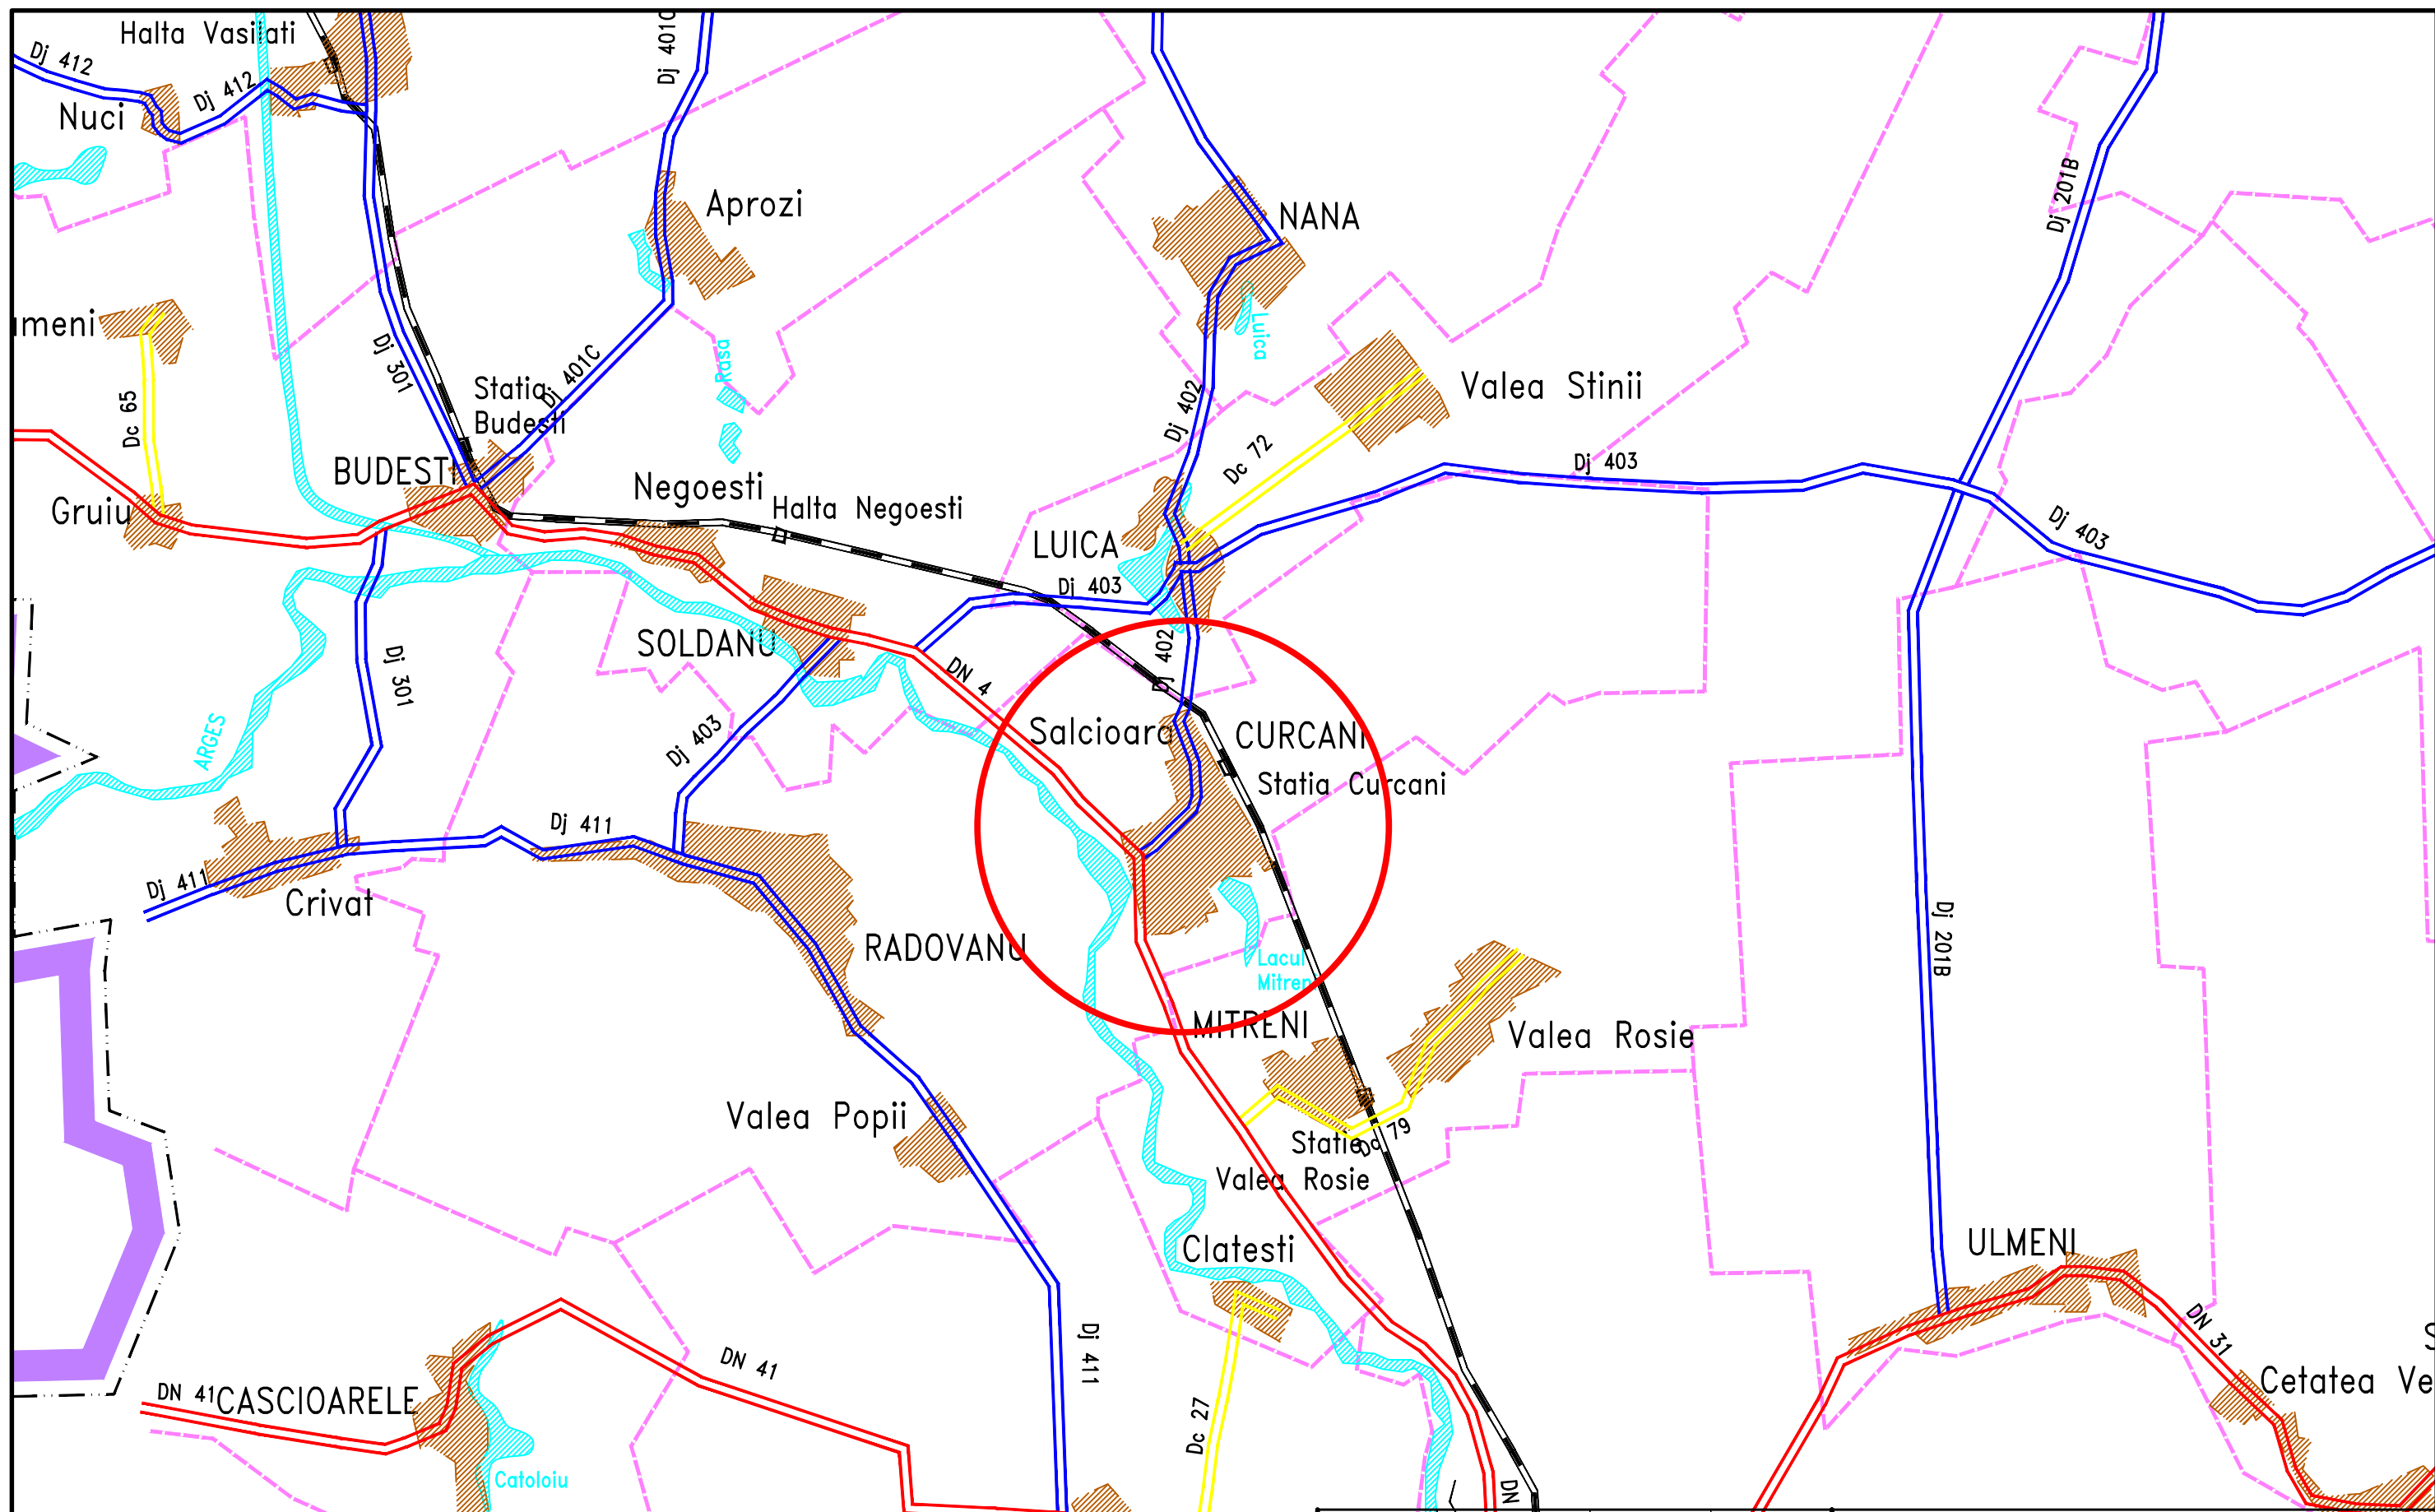 Halta Vasilati
Dj 412
Dj 401C
Dj 412
Nuci
Dj 201B
Aprozi
NANA
umeni
Luica
Dj 301
Rasa
Dj 401C
Statia
Budesti
Valea Stinii
Dj 402
Dc 65
Dc 72
Dj 403
BUDESTI
Negoesti
Halta Negoesti
Gruiu
Dj 403
LUICA
Dj 403
SOLDANU
Dj 402
DN 4
Dj 301
ARGES
Dj 403
Salcioara
CURCANI
Statia Curcani
Dj 411
Dj 411
Crivat
RADOVANU
Dj 201B
Lacul
Mitreni
MITRENI
Valea Rosie
Valea Popii
Dc 79
Statie
Valea Rosie
Clatesti
ULMENI
DN 31
Dj 411
DN 41
DN 41
CASCIOARELE
Cetatea Ve
Dc 27
Catoloiu
DN